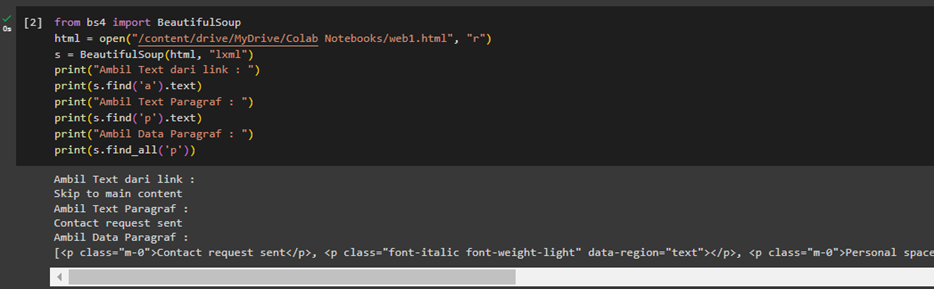 [2] from bs4 import BeautifulSoup
html = open("/content/drive/MyDrive/Colab Notebooks/web1.html", "r")
s = BeautifulSoup(html, "lxml")
print("Ambil Text dari link : ")
print(s.find('a').text)
print("Ambil Text Paragraf : ")
print(s.find('p').text)
print("Ambil Data Paragraf : ")
print(s.find_all('p'))
0s
Ambil Text dari link :
Skip to main content
Ambil Text Paragraf :
Contact request sent
Ambil Data Paragraf :
[<p class="m-0">Contact request sent</p>, <p class="font-italic font-weight-light" data-region="text"></p>, <p class="m-0">Personal space